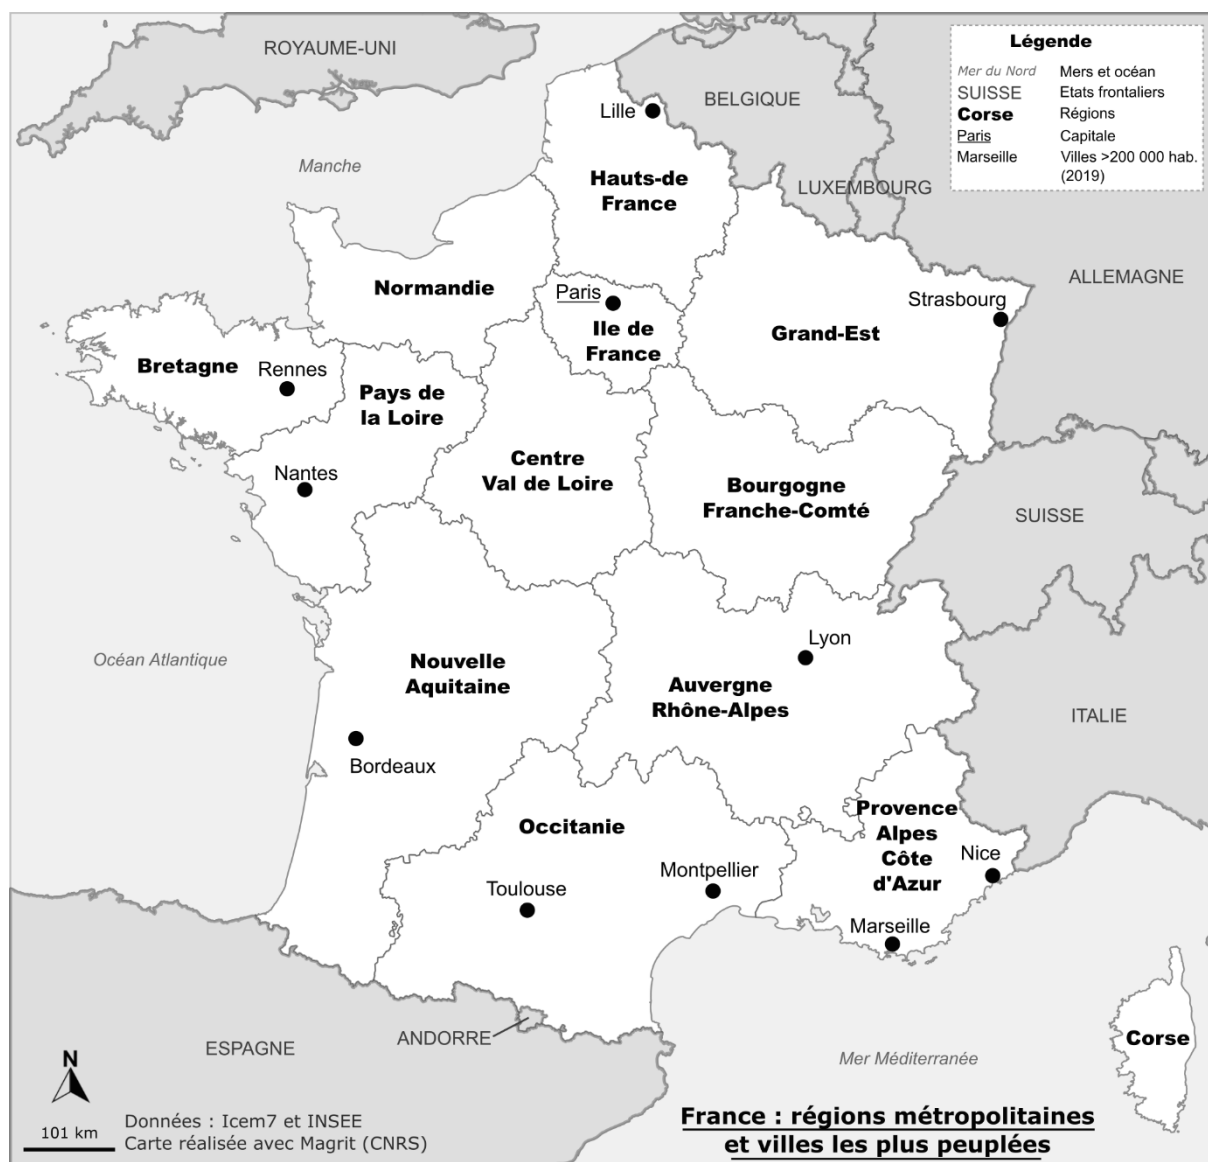 ROYAUME-UNI
Légende
Mer du Nord Mers et océan
SUISSE Etats frontaliers
Corse Régions
Paris Capitale
Marseille Villes >200 000 hab.
(2019)
BELGIQUE
Lille
Manche
Hauts-de
France
LUXEMBOURG
ALLEMAGNE
Normandie
Paris
Strasbourg
Ile de
France
Grand-Est
Bretagne
Rennes
Pays de
la Loire
Centre
Val de Loire
Nantes
Bourgogne
Franche-Comté
SUISSE
Océan Atlantique
Nouvelle
Aquitaine
Lyon
Auvergne
Rhône-Alpes
ITALIE
Bordeaux
Occitanie
Provence
Alpes
Côte
d'Azur
Nice
Toulouse
Montpellier
Marseille
ANDORRE
ESPAGNE
Corse
Mer Méditerranée
N
101 km
Données : Icem7 et INSEE
Carte réalisée avec Magrit (CNRS)
France : régions métropolitaines
et villes les plus peuplées